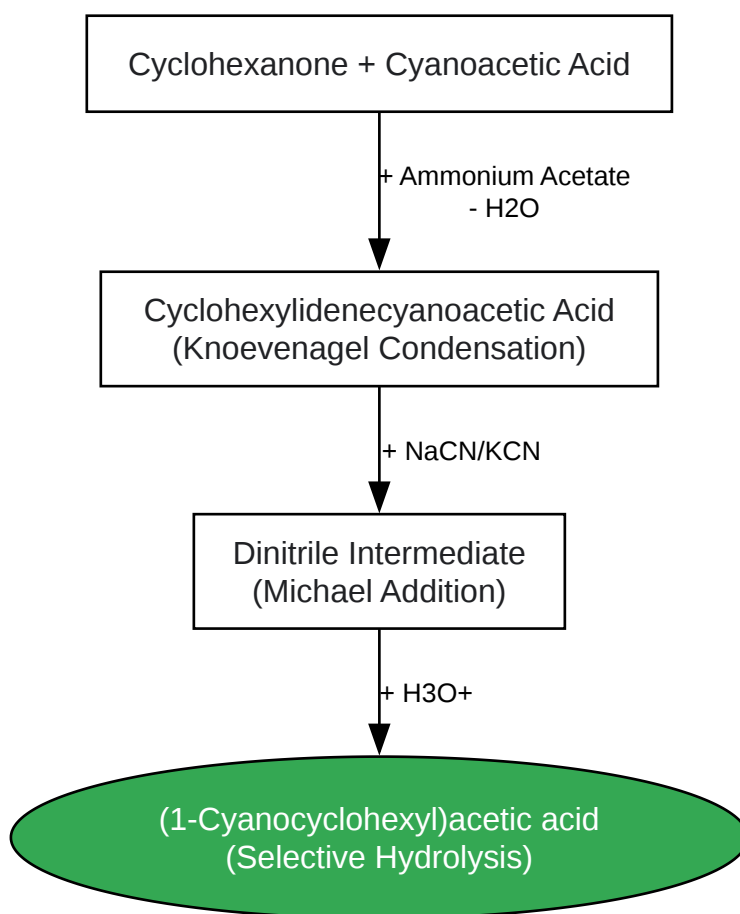 Cyclohexanone + Cyanoacetic Acid
+ Ammonium Acetate
- H2O
Cyclohexylidenecyanoacetic Acid
(Knoevenagel Condensation)
+ NaCN/KCN
Dinitrile Intermediate
(Michael Addition)
+ H3O+
(1-Cyanocyclohexyl)acetic acid
(Selective Hydrolysis)